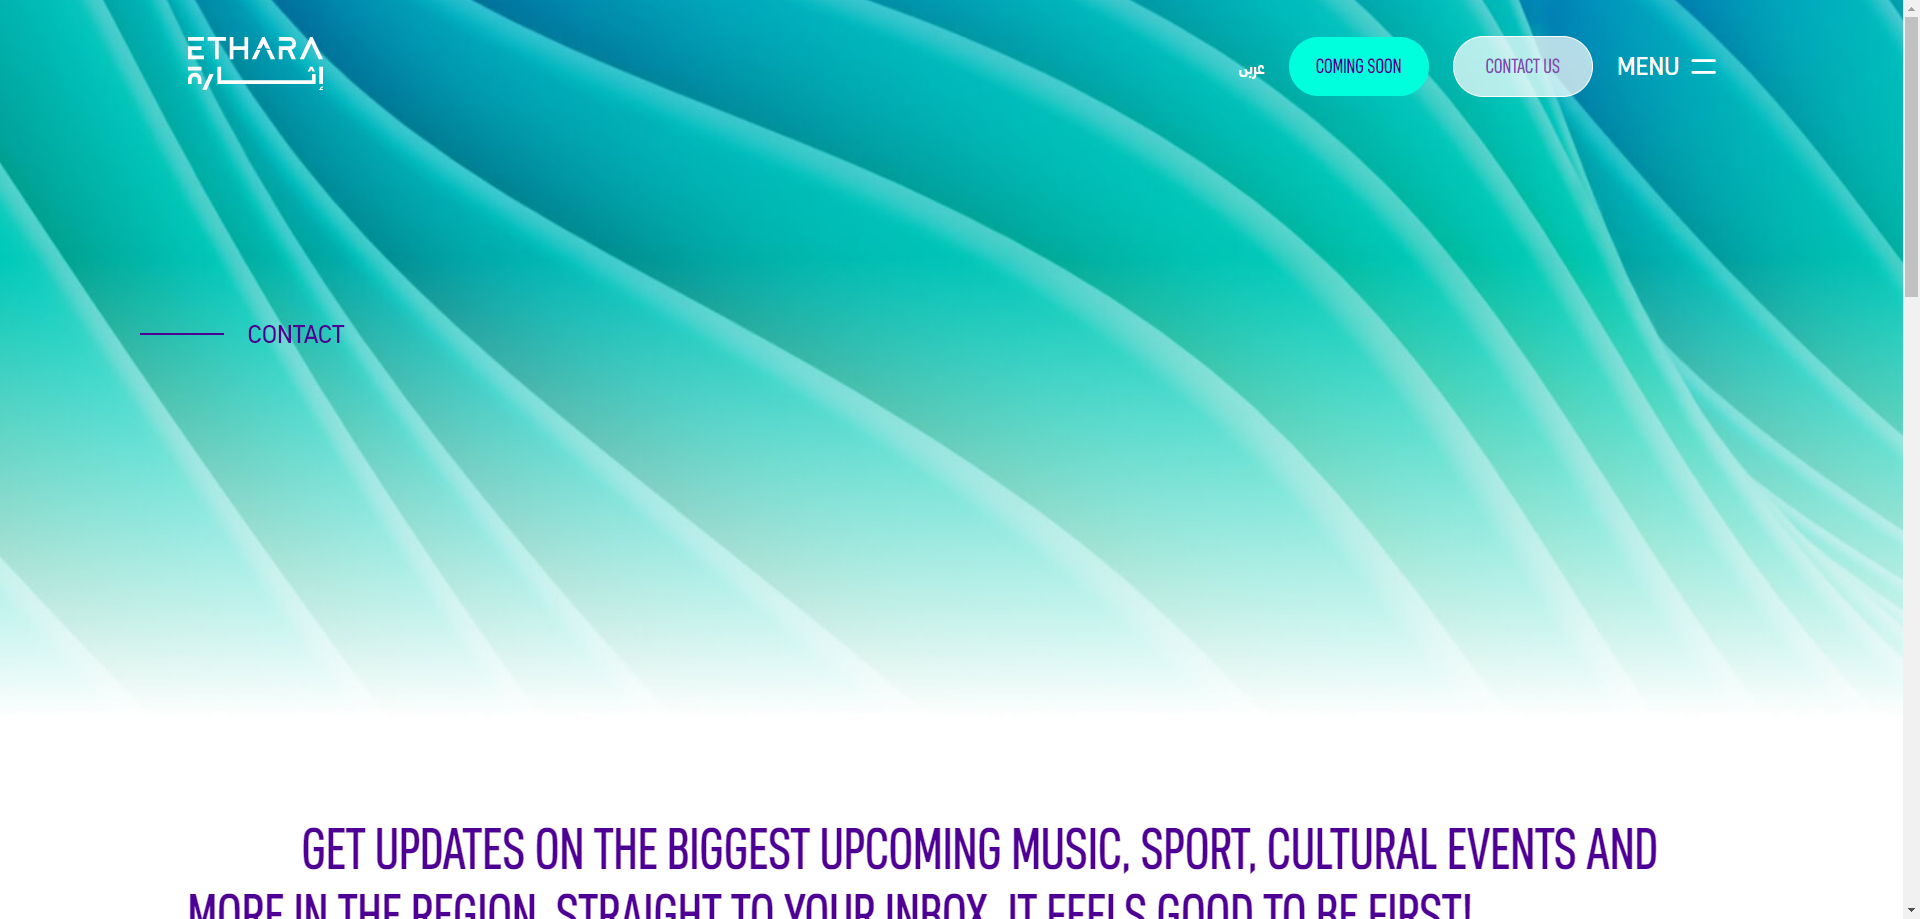 ETHARA
إثارة
عربى
COMING SOON
CONTACT US
MENU
CONTACT
GET UPDATES ON THE BIGGEST UPCOMING MUSIC, SPORT, CULTURAL EVENTS AND
MORE IN THE REGION, STRAIGHT TO YOUR INBOX. IT FEELS GOOD TO BE FIRST!